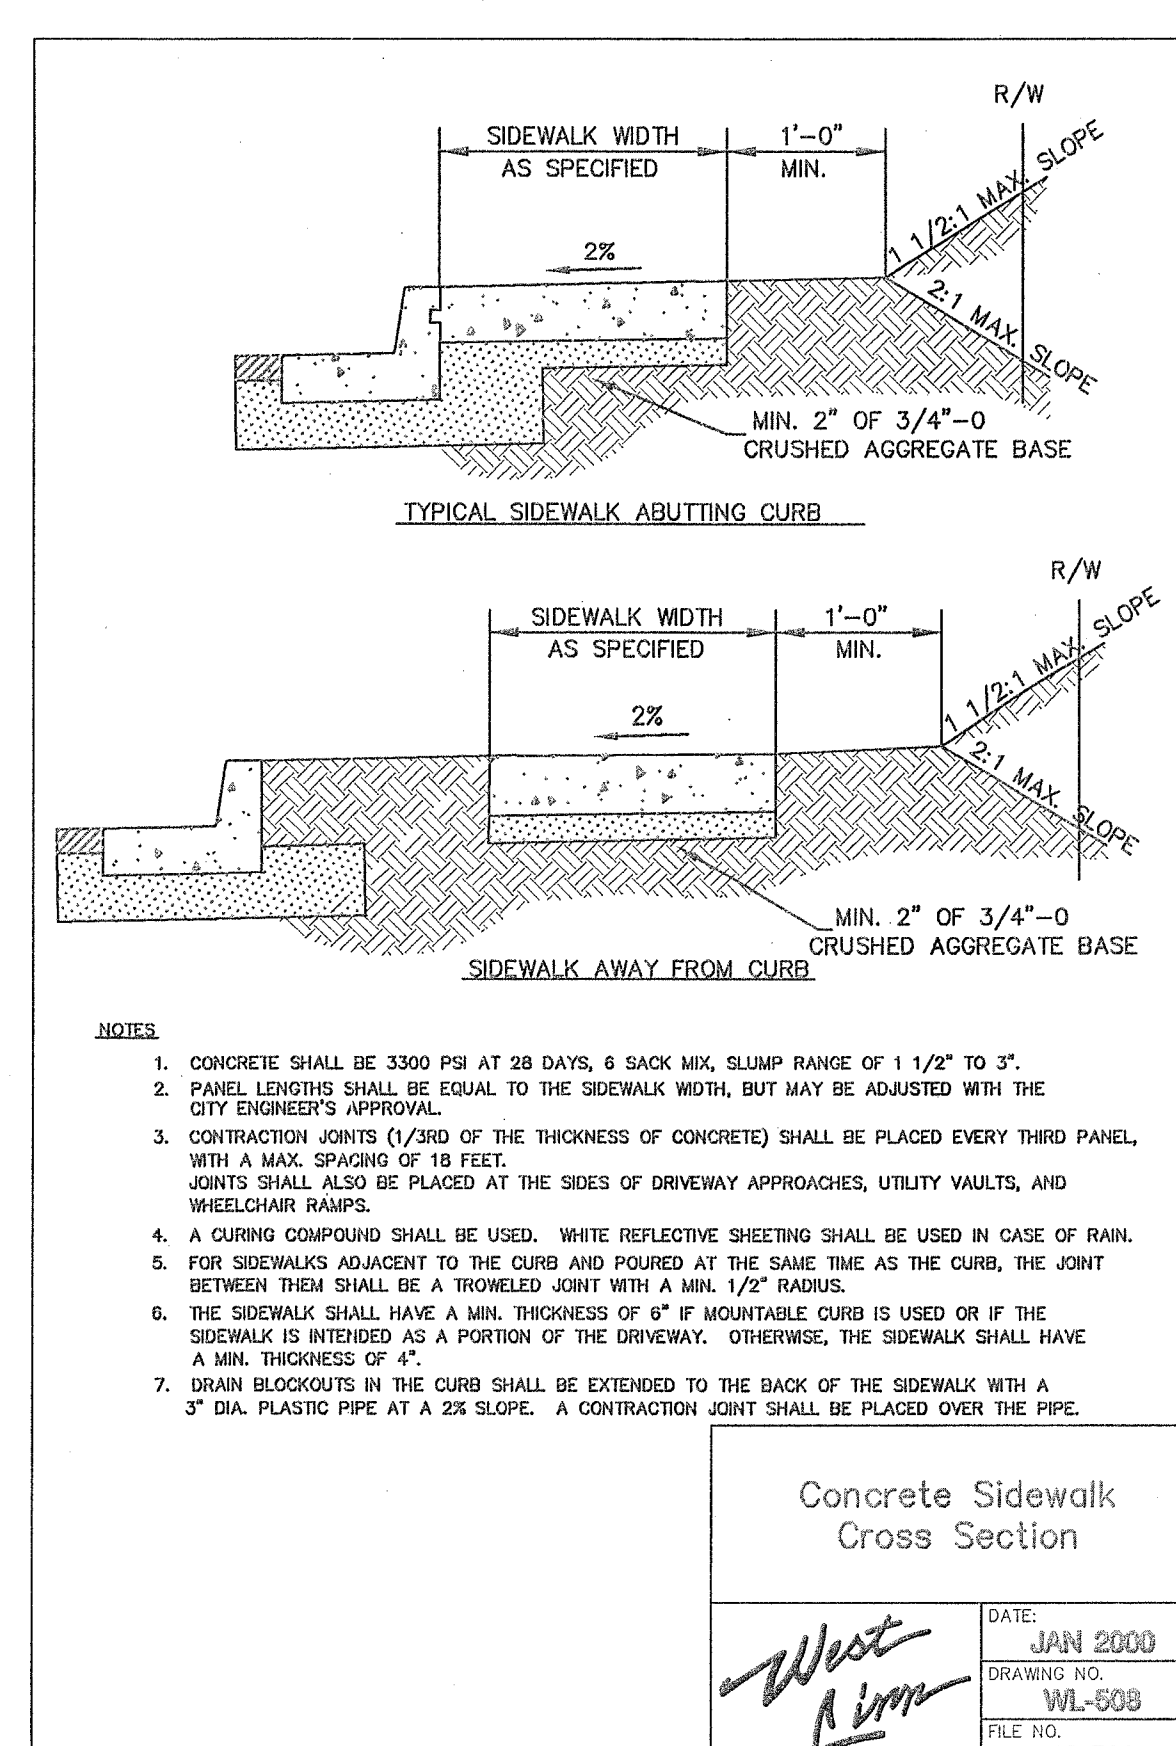 R/W
SIDEWALK WIDTH
AS SPECIFIED
1'-0"
MIN.
1 1/2:1 MAX. SLOPE
2%
2:1 MAX. SLOPE
MIN. 2" OF 3/4"-0
CRUSHED AGGREGATE BASE
TYPICAL SIDEWALK ABUTTING CURB
R/W
SIDEWALK WIDTH
AS SPECIFIED
1'-0"
MIN.
1 1/2:1 MAX. SLOPE
2%
2:1 MAX. SLOPE
MIN. 2" OF 3/4"-0
CRUSHED AGGREGATE BASE
SIDEWALK AWAY FROM CURB
NOTES
1. CONCRETE SHALL BE 3300 PSI AT 28 DAYS, 6 SACK MIX, SLUMP RANGE OF 1 1/2" TO 3".
2. PANEL LENGTHS SHALL BE EQUAL TO THE SIDEWALK WIDTH, BUT MAY BE ADJUSTED WITH THE
CITY ENGINEER'S APPROVAL.
3. CONTRACTION JOINTS (1/3RD OF THE THICKNESS OF CONCRETE) SHALL BE PLACED EVERY THIRD PANEL,
WITH A MAX. SPACING OF 18 FEET.
JOINTS SHALL ALSO BE PLACED AT THE SIDES OF DRIVEWAY APPROACHES, UTILITY VAULTS, AND
WHEELCHAIR RAMPS.
4. A CURING COMPOUND SHALL BE USED. WHITE REFLECTIVE SHEETING SHALL BE USED IN CASE OF RAIN.
5. FOR SIDEWALKS ADJACENT TO THE CURB AND POURED AT THE SAME TIME AS THE CURB, THE JOINT
BETWEEN THEM SHALL BE A TROWELED JOINT WITH A MIN. 1/2" RADIUS.
6. THE SIDEWALK SHALL HAVE A MIN. THICKNESS OF 6" IF MOUNTABLE CURB IS USED OR IF THE
SIDEWALK IS INTENDED AS A PORTION OF THE DRIVEWAY. OTHERWISE, THE SIDEWALK SHALL HAVE
A MIN. THICKNESS OF 4".
7. DRAIN BLOCKOUTS IN THE CURB SHALL BE EXTENDED TO THE BACK OF THE SIDEWALK WITH A
3" DIA. PLASTIC PIPE AT A 2% SLOPE. A CONTRACTION JOINT SHALL BE PLACED OVER THE PIPE.
Concrete Sidewalk
Cross Section
West
Linn
DATE:
JAN 2000
DRAWING NO.
WL-508
FILE NO.